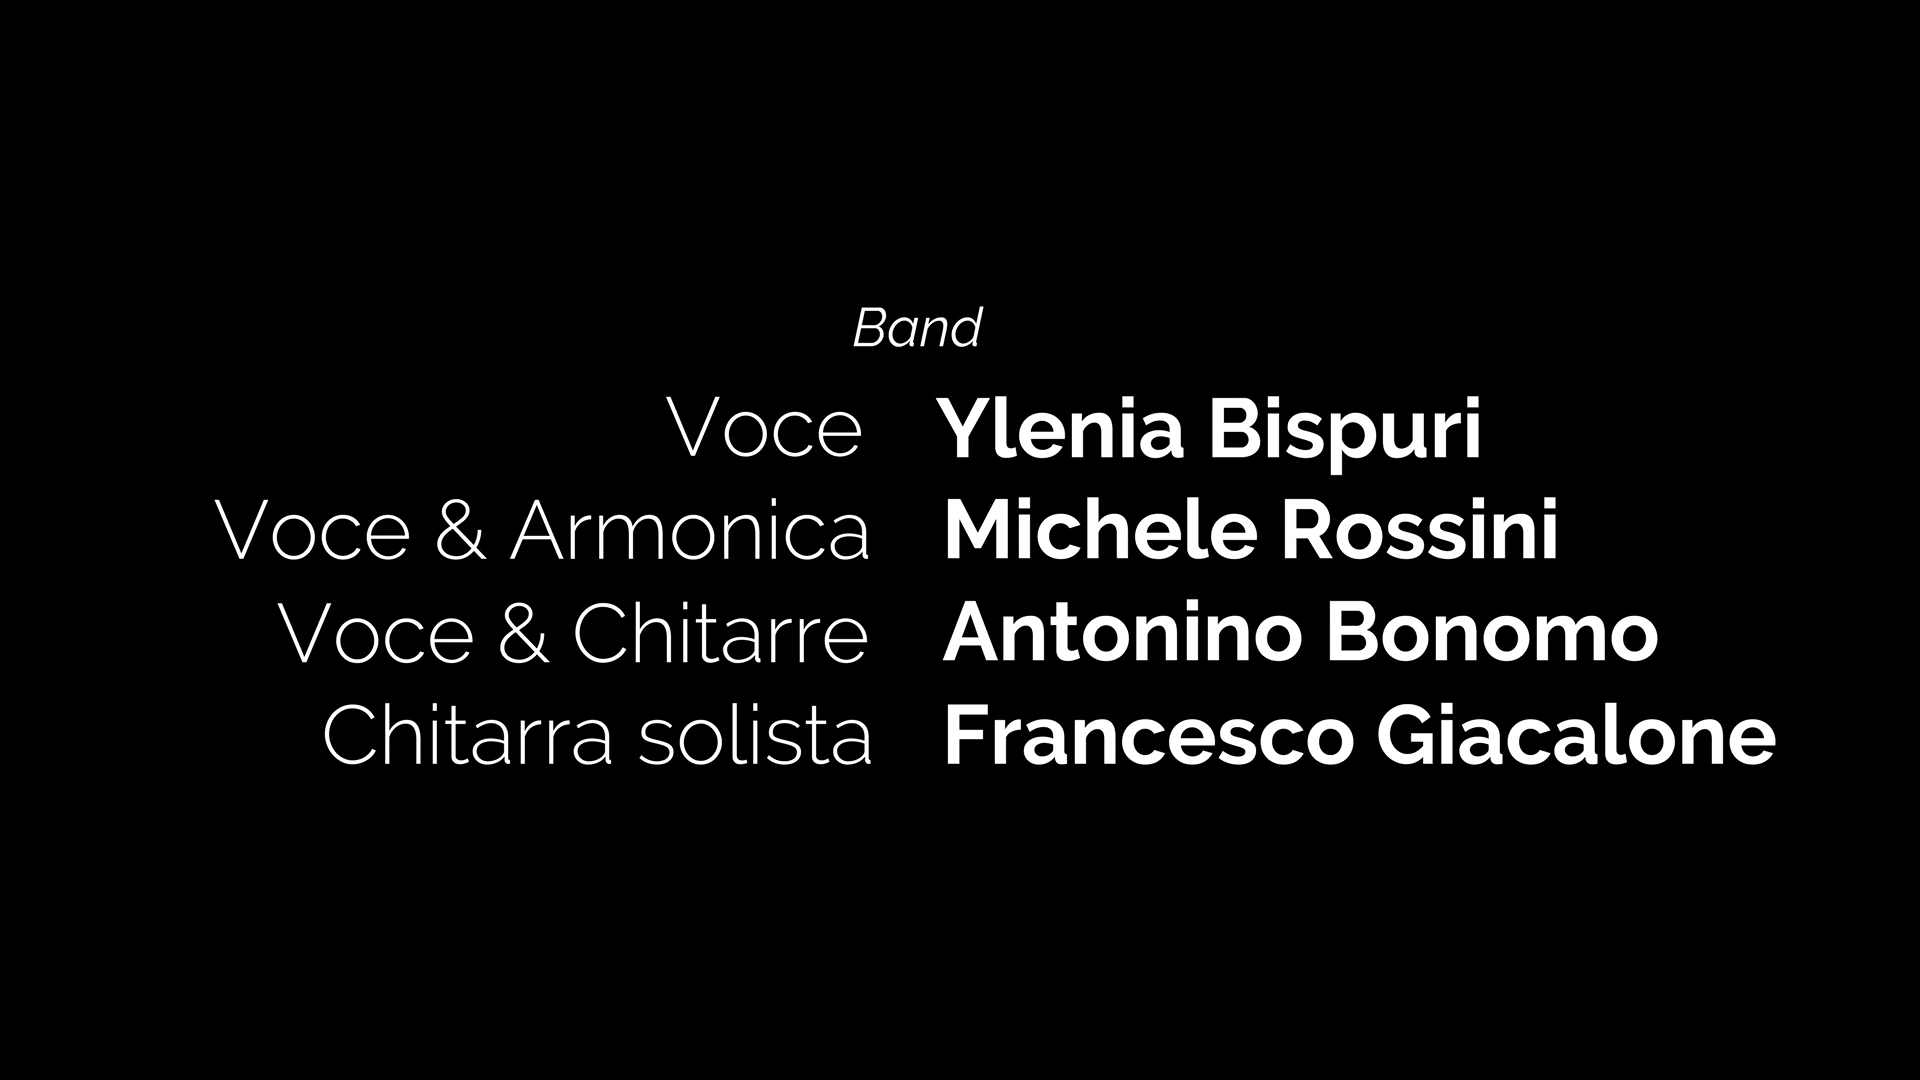 Band
Voce Ylenia Bispuri
Voce & Armonica Michele Rossini
Voce & Chitarre Antonino Bonomo
Chitarra solista Francesco Giacalone